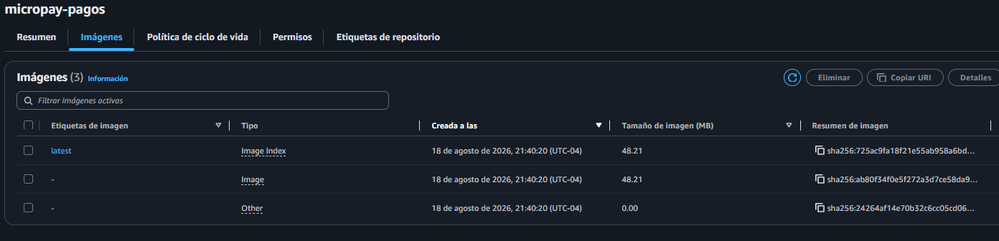 micropay-pagos
Resumen Imágenes Política de ciclo de vida Permisos Etiquetas de repositorio
Imágenes (3) Información Eliminar Copiar URI Detalles
Filtrar imágenes activas
Etiquetas de imagen Tipo Creada a las Tamaño de imagen (MB) Resumen de imagen
latest Image Index 18 de agosto de 2026, 21:40:20 (UTC-04) 48.21 sha256:725ac9fa18f21e55ab958a6bd...
- Image 18 de agosto de 2026, 21:40:20 (UTC-04) 48.21 sha256:ab80f34f0e5f272a3d7ce58da9...
- Other 18 de agosto de 2026, 21:40:20 (UTC-04) 0.00 sha256:24264af14e70b32c6cc05cd06...